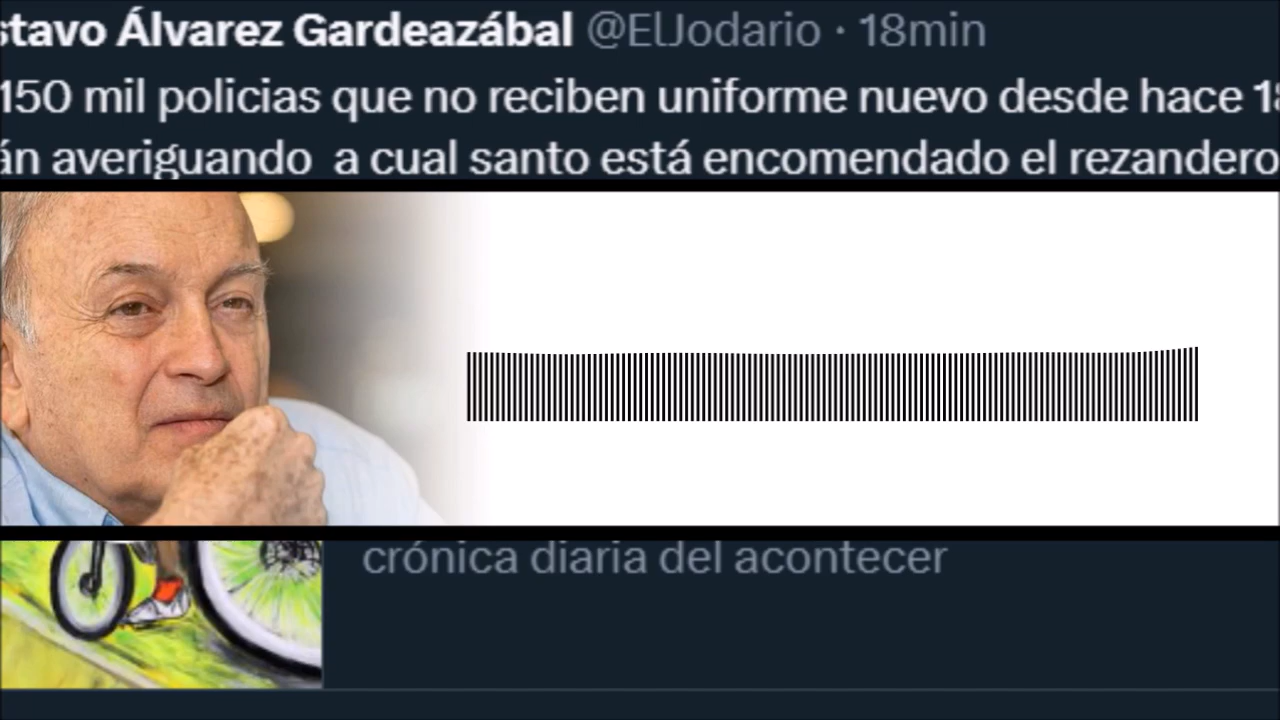 stavo Álvarez Gardeazábal @ElJodario · 18min
150 mil policias que no reciben uniforme nuevo desde hace
án averiguando a cual santo está encomendado el rezandero
crónica diaria del acontecer